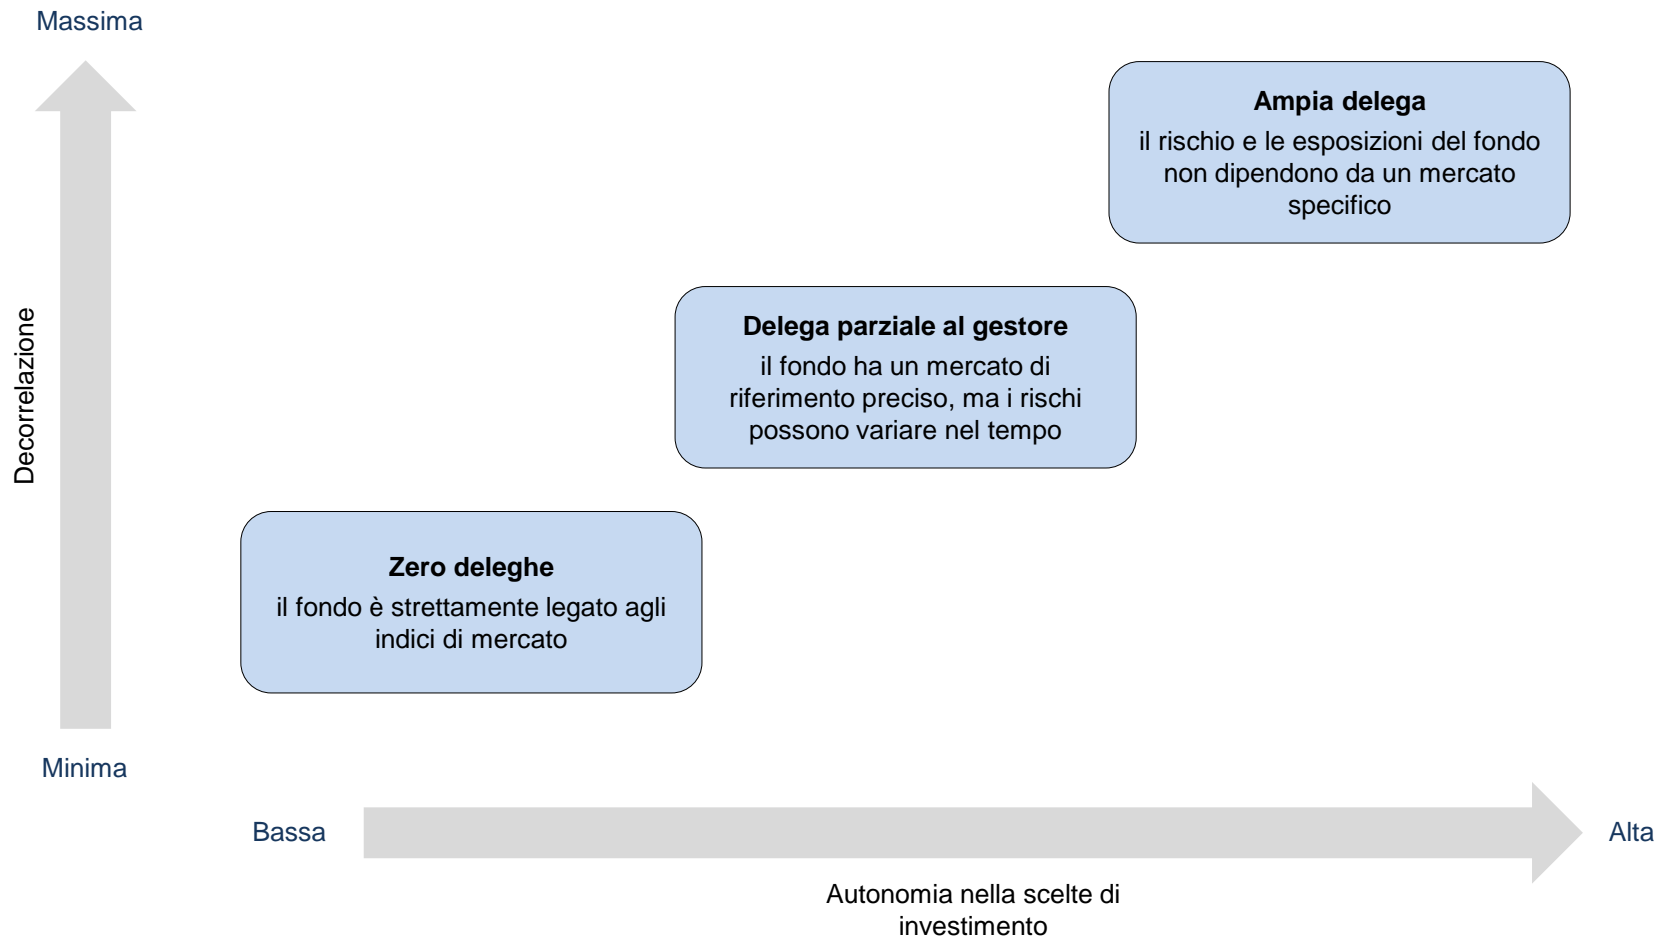 Massima
Ampia delega
il rischio e le esposizioni del fondo
non dipendono da un mercato
specifico
Delega parziale al gestore
il fondo ha un mercato di
riferimento preciso, ma i rischi
possono variare nel tempo
Decorrelazione
Zero deleghe
il fondo è strettamente legato agli
indici di mercato
Minima
Bassa
Alta
Autonomia nella scelte di
investimento